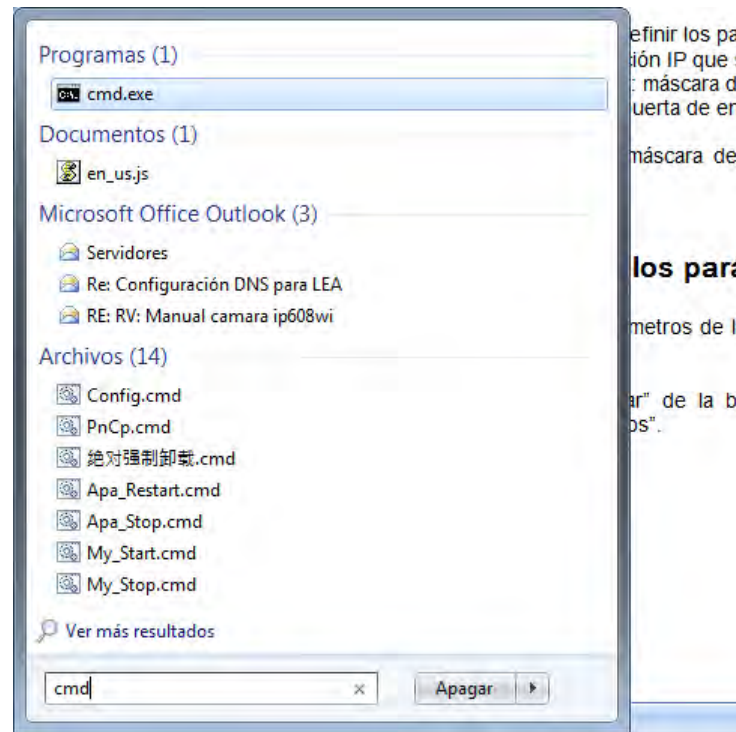 Programas (1)
cmd.exe
Documentos (1)
en_us.js
Microsoft Office Outlook (3)
Servidores
Re: Configuración DNS para LEA
RE: RV: Manual camara ip608wi
Archivos (14)
Config.cmd
PnCp.cmd
绝对强制卸载.cmd
Apa_Restart.cmd
Apa_Stop.cmd
My_Start.cmd
My_Stop.cmd
Ver más resultados
cmd
Apagar
efinir los pa
ión IP que s
: máscara d
uerta de en
máscara de
los pará
metros de l
ar” de la b
os”.